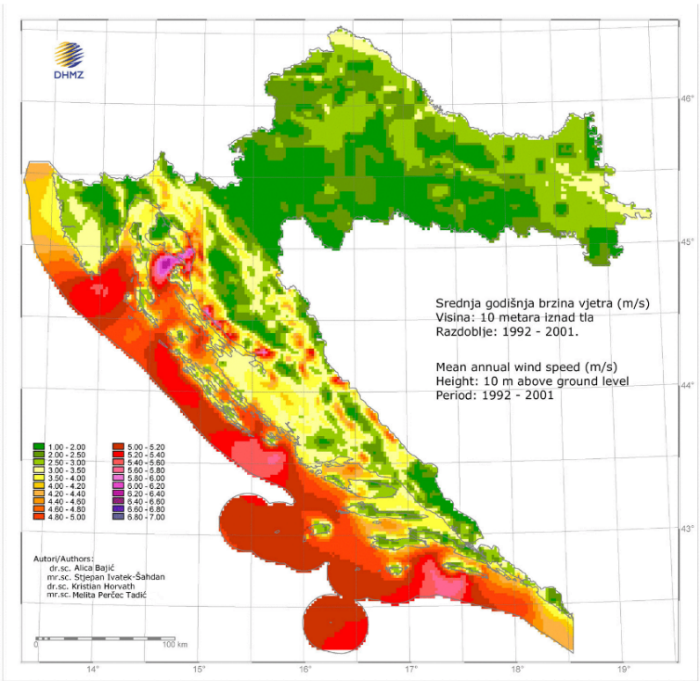 DHMZ
46°
45°
Srednja godišnja brzina vjetra (m/s)
Visina: 10 metara iznad tla
Razdoblje: 1992 - 2001.
Mean annual wind speed (m/s)
Height: 10 m above ground level
Period: 1992 - 2001
44°
1.00 - 2.00
2.00 - 2.50
2.50 - 3.00
3.00 - 3.50
3.50 - 4.00
4.00 - 4.20
4.20 - 4.40
4.40 - 4.60
4.60 - 4.80
4.80 - 5.00
5.00 - 5.20
5.20 - 5.40
5.40 - 5.60
5.60 - 5.80
5.80 - 6.00
6.00 - 6.20
6.20 - 6.40
6.40 - 6.60
6.60 - 6.80
6.80 - 7.00
43°
Autori/Authors:
dr.sc. Alica Bajić
mr.sc. Stjepan Ivatek-Šahdan
dr.sc. Kristian Horvath
mr.sc. Melita Perčec Tadić
0 100 km
14° 15° 16° 17° 18° 19°